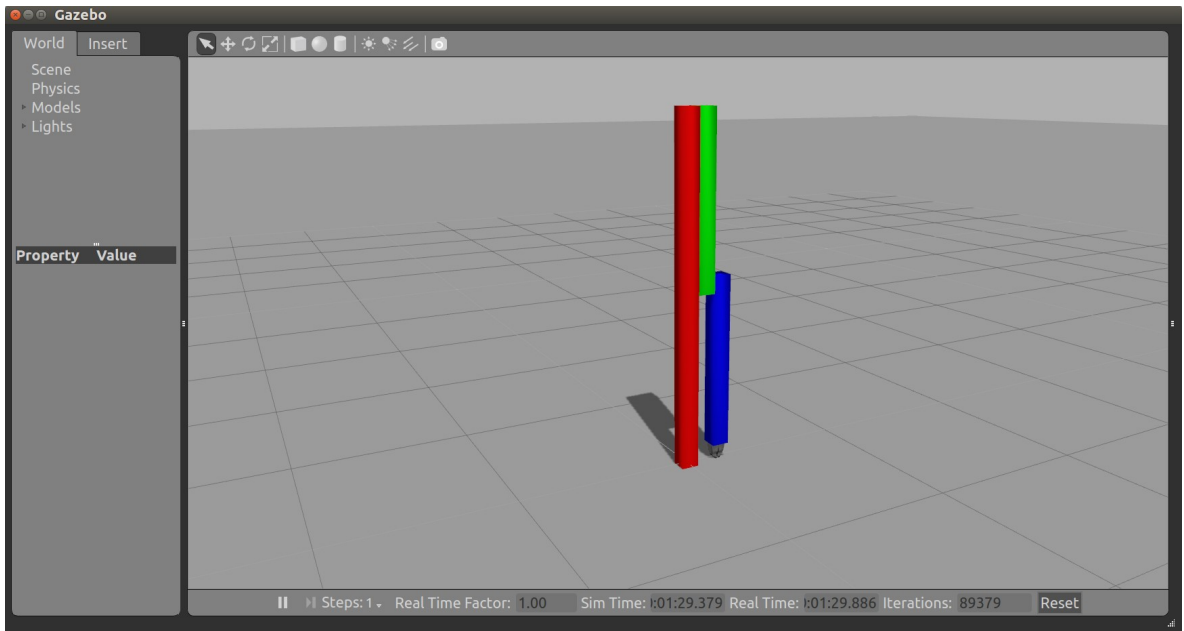 Gazebo
World Insert
Scene
Physics
Models
Lights
Property Value
Steps: 1 Real Time Factor: 1.00 Sim Time: 01:29.379 Real Time: 01:29.886 Iterations: 89379 Reset